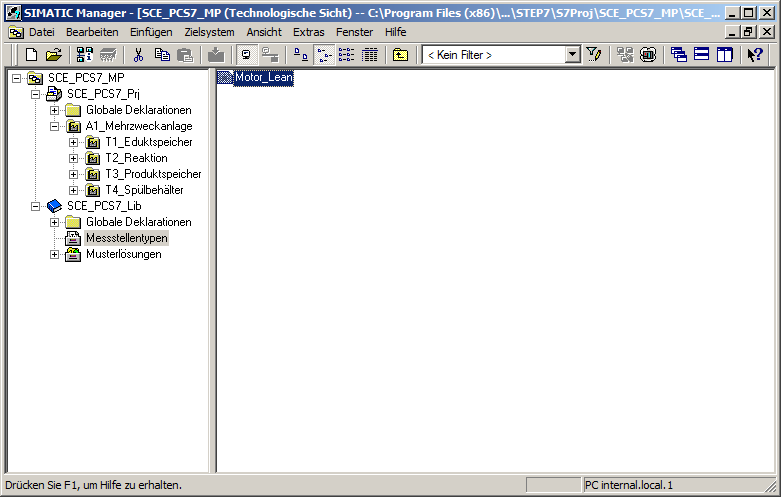 SIMATIC Manager - [SCE_PCS7_MP (Technologische Sicht) -- C:\Program Files (x86)\...\STEP7\S7Proj\SCE_PCS7_MP\SCE_...
Datei Bearbeiten Einfügen Zielsystem Ansicht Extras Fenster Hilfe
< Kein Filter >
SCE_PCS7_MP
SCE_PCS7_Prj
Globale Deklarationen
A1_Mehrzweckanlage
T1_Eduktspeicher
T2_Reaktion
T3_Produktspeicher
T4_Spülbehälter
SCE_PCS7_Lib
Globale Deklarationen
Messstellentypen
Musterlösungen
Motor_Lean
Drücken Sie F1, um Hilfe zu erhalten.
PC internal.local.1